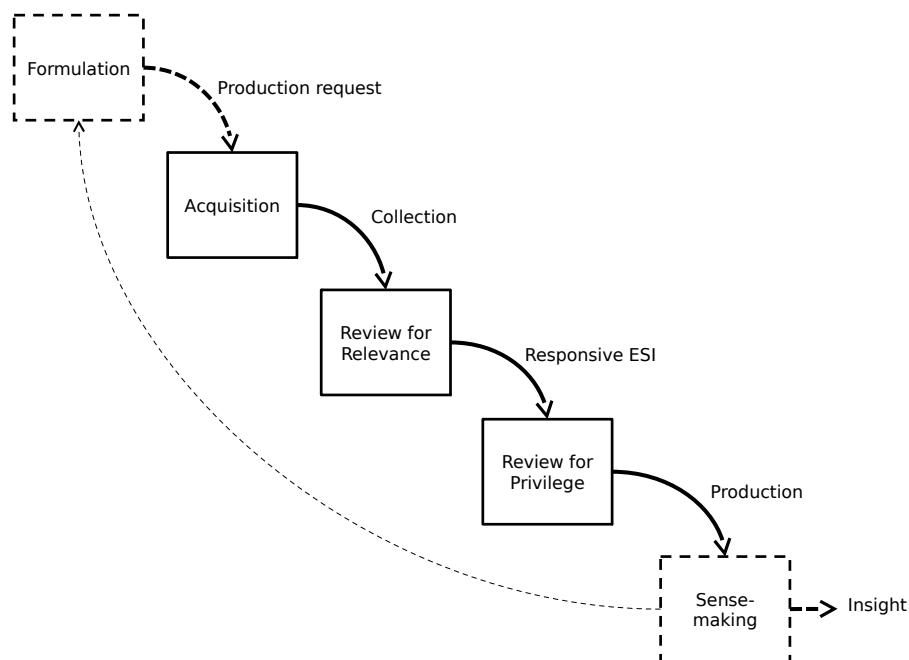 Formulation
Production request
Acquisition
Collection
Review for
Relevance
Responsive ESI
Review for
Privilege
Production
Sense-
making
Insight